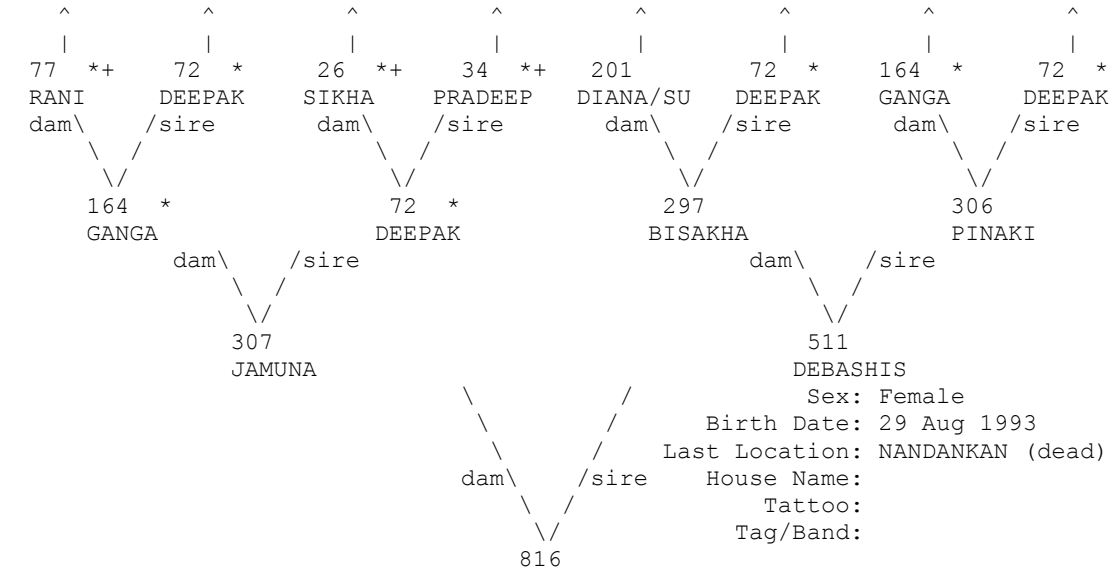 ^ ^ ^ ^ ^ ^ ^ ^
| | | | | | | |
77 *+ 72 * 26 *+ 34 *+ 201 72 * 164 * 72 *
RANI DEEPAK SIKHA PRADEEP DIANA/SU DEEPAK GANGA DEEPAK
dam\ /sire dam\ /sire dam\ /sire dam\ /sire
\ / \ / \ / \ /
\/ \/ \/ \/
164 * 72 * 297 306
GANGA DEEPAK BISAKHA PINAKI
dam\ /sire dam\ /sire
\ / \ /
\/ \/
307 511
JAMUNA DEBASHIS
\ / Sex: Female
\ / Birth Date: 29 Aug 1993
\ / Last Location: NANDANKAN (dead)
dam\ /sire House Name:
\ / Tattoo:
\/ Tag/Band:
816